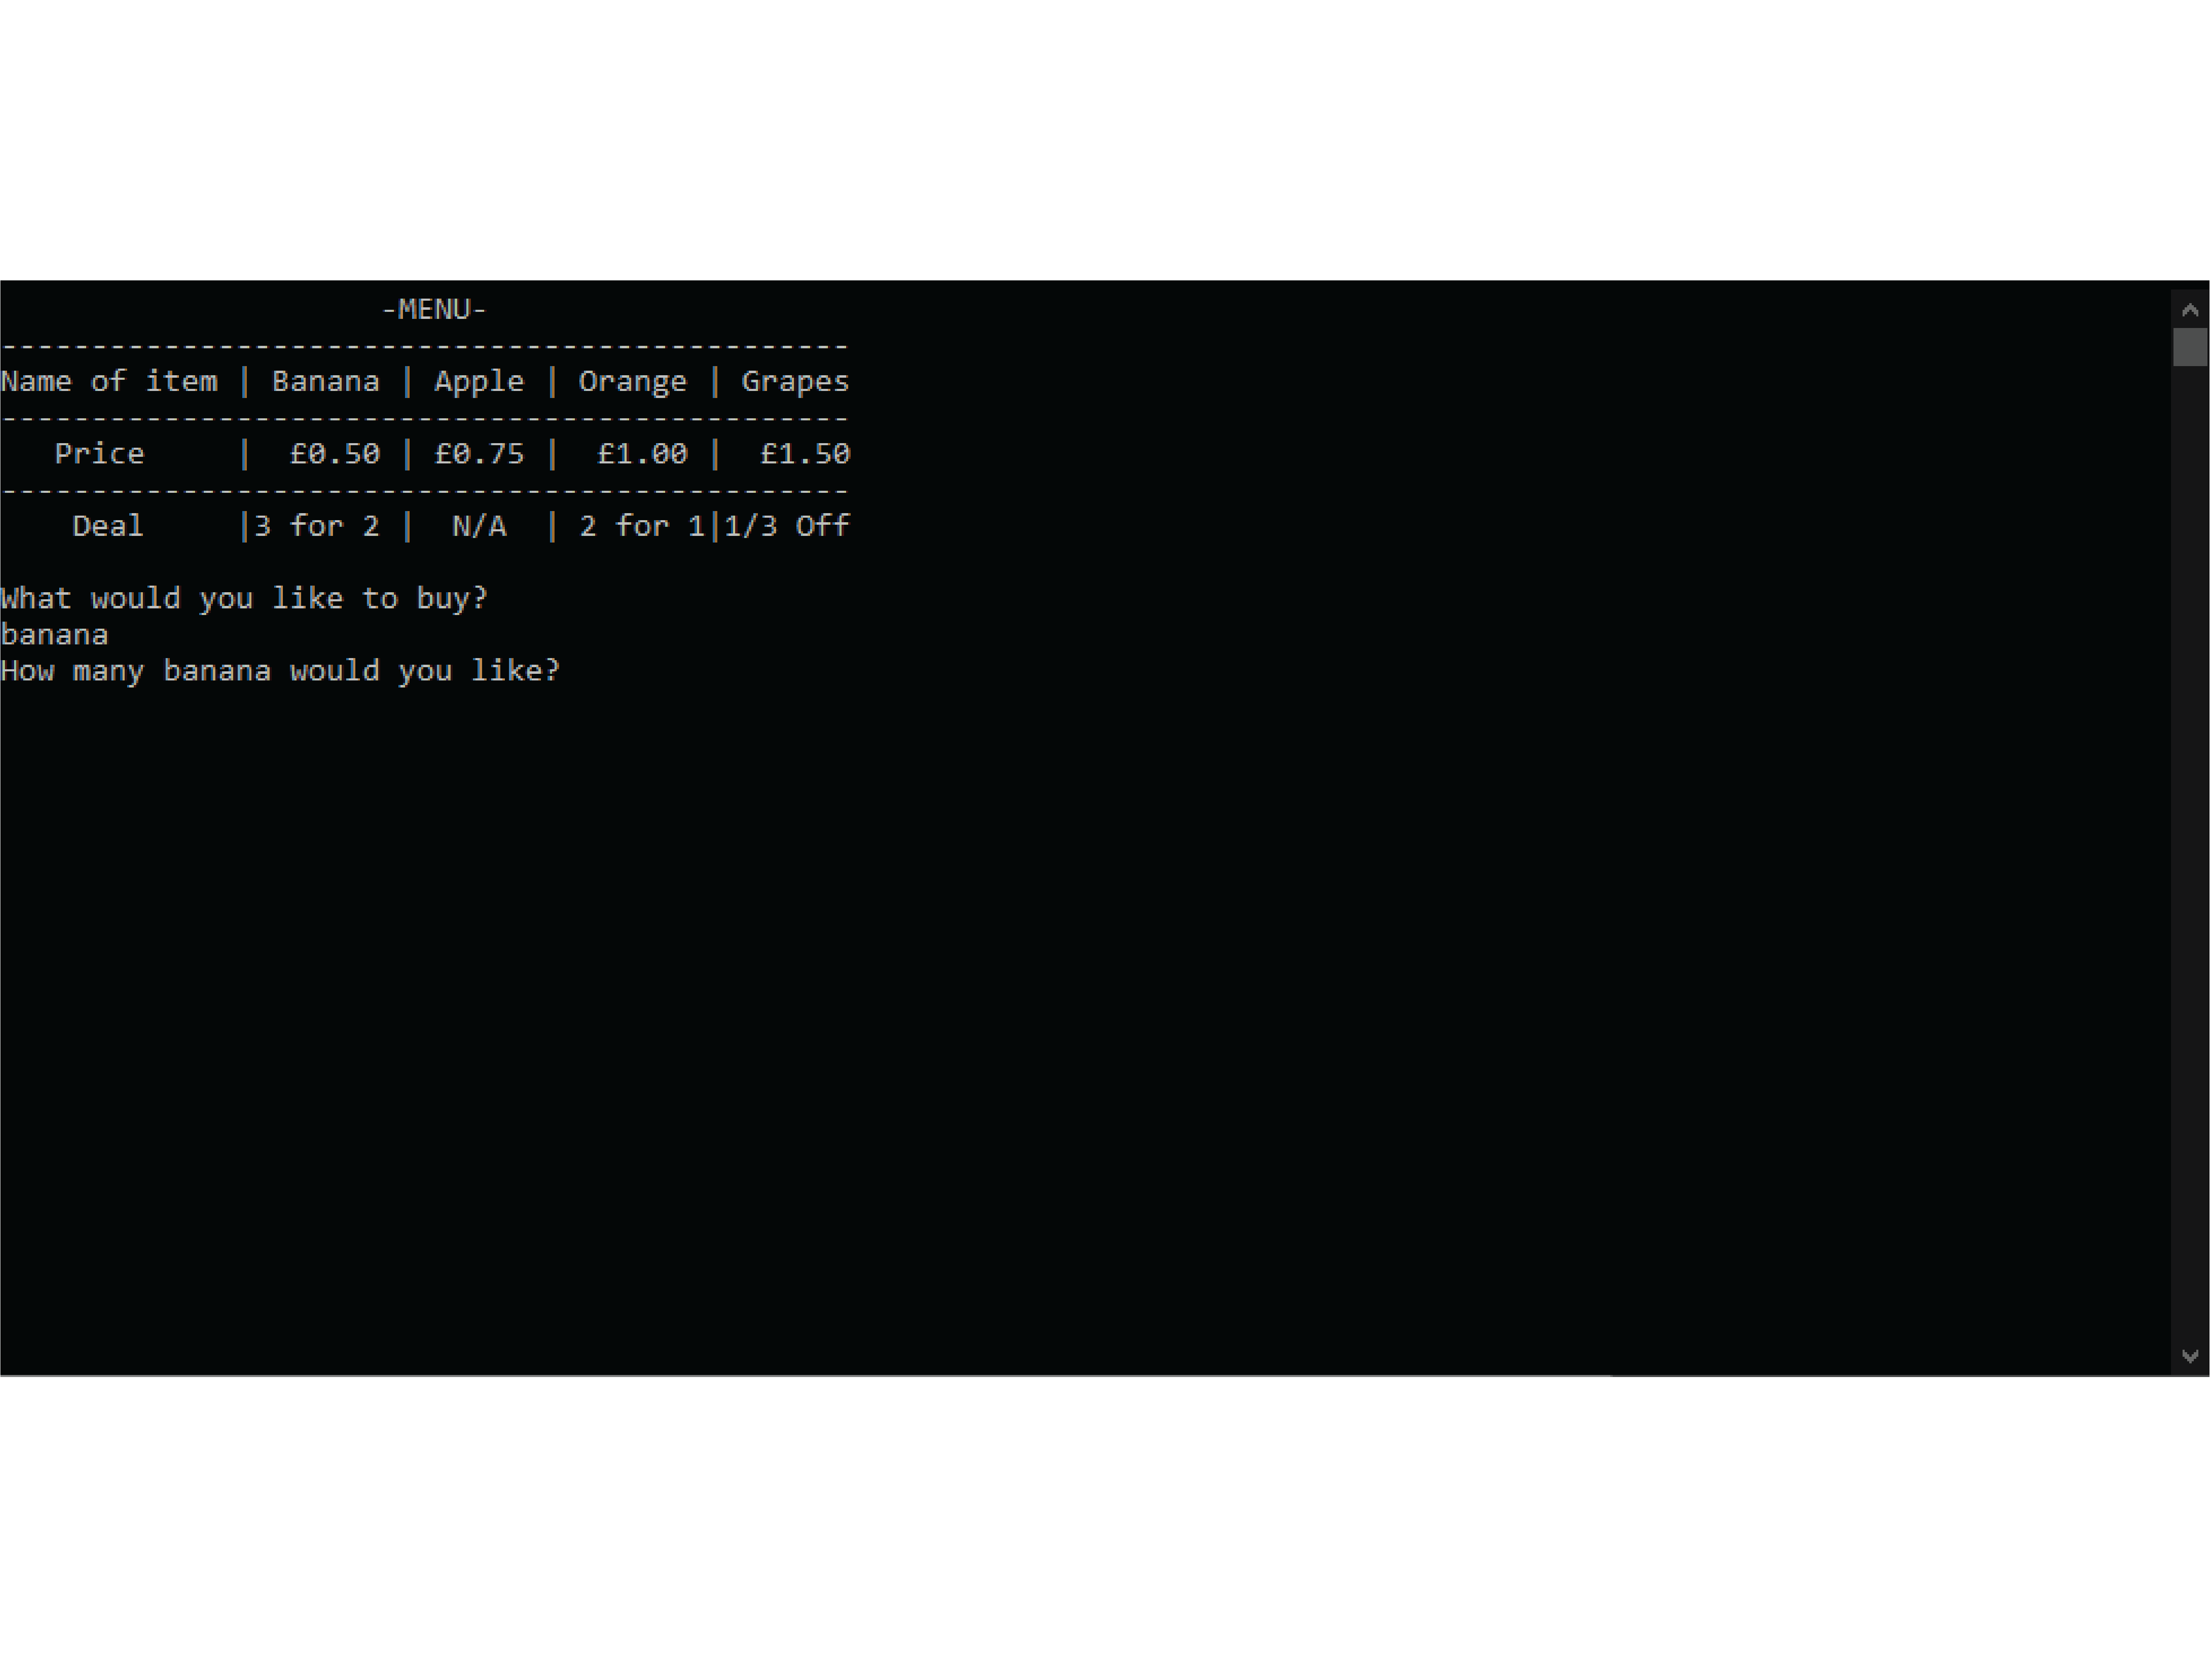 -MENU-
-----------------------------------------------
Name of item | Banana | Apple | Orange | Grapes
-----------------------------------------------
   Price     |  £0.50 | £0.75 |  £1.00 |  £1.50
-----------------------------------------------
    Deal     |3 for 2 |  N/A  | 2 for 1|1/3 Off
What would you like to buy?
banana
How many banana would you like?